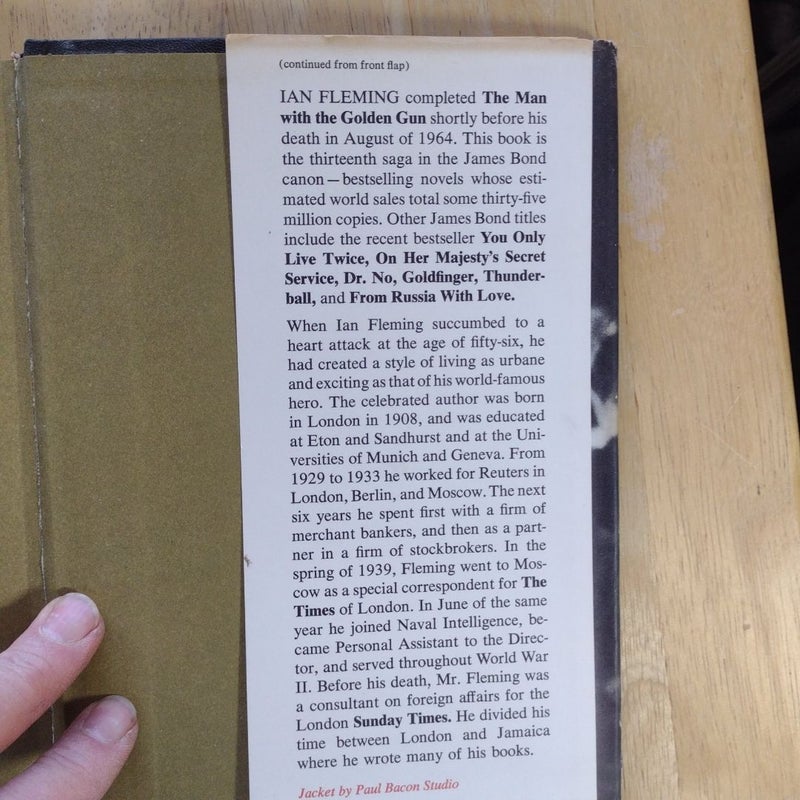 (continued from front flap)
IAN FLEMING completed The Man
with the Golden Gun shortly before his
death in August of 1964. This book is
the thirteenth saga in the James Bond
canon — bestselling novels whose esti-
mated world sales total some thirty-five
million copies. Other James Bond titles
include the recent bestseller You Only
Live Twice, On Her Majesty's Secret
Service, Dr. No, Goldfinger, Thunder-
ball, and From Russia With Love.
When Ian Fleming succumbed to a
heart attack at the age of fifty-six, he
had created a style of living as urbane
and exciting as that of his world-famous
hero. The celebrated author was born
in London in 1908, and was educated
at Eton and Sandhurst and at the Uni-
versities of Munich and Geneva. From
1929 to 1933 he worked for Reuters in
London, Berlin, and Moscow. The next
six years he spent first with a firm of
merchant bankers, and then as a part-
ner in a firm of stockbrokers. In the
spring of 1939, Fleming went to Mos-
cow as a special correspondent for The
Times of London. In June of the same
year he joined Naval Intelligence, be-
came Personal Assistant to the Direc-
tor, and served throughout World War
II. Before his death, Mr. Fleming was
a consultant on foreign affairs for the
London Sunday Times. He divided his
time between London and Jamaica
where he wrote many of his books.
Jacket by Paul Bacon Studio